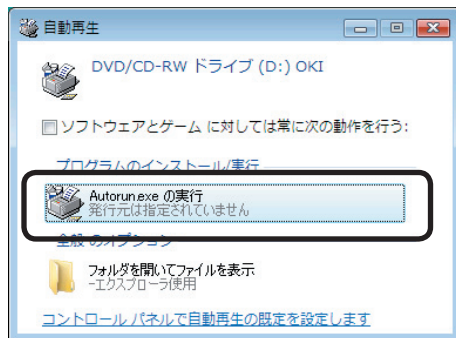 自動再生
DVD/CD-RW ドライブ (D:) OKI
ソフトウェアとゲーム に対しては常に次の動作を行う:
プログラムのインストール/実行
Autorun.exe の実行
発行元は指定されていません
全般 のオプション
フォルダを開いてファイルを表示
-エクスプローラ使用
コントロール パネルで自動再生の既定を設定します